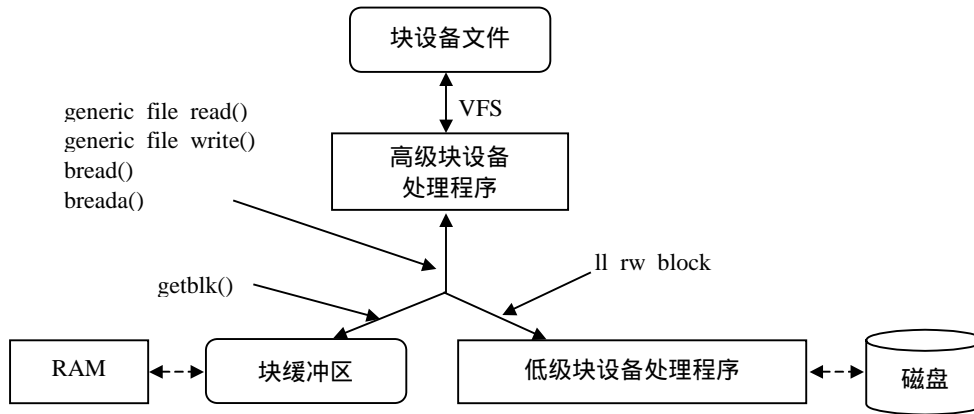 块设备文件
VFS
generic file read()
generic file write()
bread()
breada()
高级块设备
处理程序
ll rw block
getblk()
RAM
块缓冲区
低级块设备处理程序
磁盘